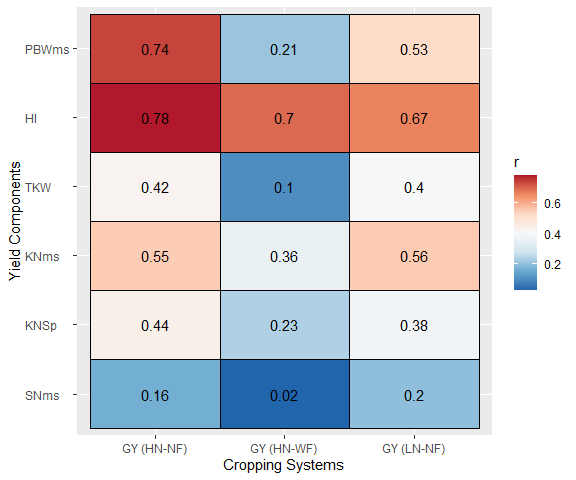 PBWms 0.74 0.21 0.53
HI 0.78 0.7 0.67
TKW 0.42 0.1 0.4
KNms 0.55 0.36 0.56
KNSp 0.44 0.23 0.38
SNms 0.16 0.02 0.2
GY (HN-NF) GY (HN-WF) GY (LN-NF)
Cropping Systems
Yield Components
r
0.6
0.4
0.2